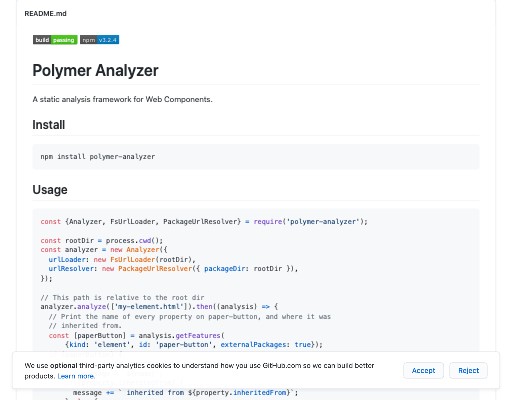 README.md
build passing npm v3.2.4
Polymer Analyzer
A static analysis framework for Web Components.
Install
npm install polymer-analyzer
Usage
const {Analyzer, FsUrlLoader, PackageUrlResolver} = require('polymer-analyzer');
const rootDir = process.cwd();
const analyzer = new Analyzer({
urlLoader: new FsUrlLoader(rootDir),
urlResolver: new PackageUrlResolver({ packageDir: rootDir }),
});
// This path is relative to the root dir
analyzer.analyze(['my-element.html']).then((analysis) => {
// Print the name of every property on paper-button, and where it was
// inherited from.
const [paperButton] = analysis.getFeatures(
{kind: 'element', id: 'paper-button', externalPackages: true});
We use optional third-party analytics cookies to understand how you use GitHub.com so we can build better
products. Learn more.
Accept Reject
message += ` inherited from ${property.inheritedFrom}`;